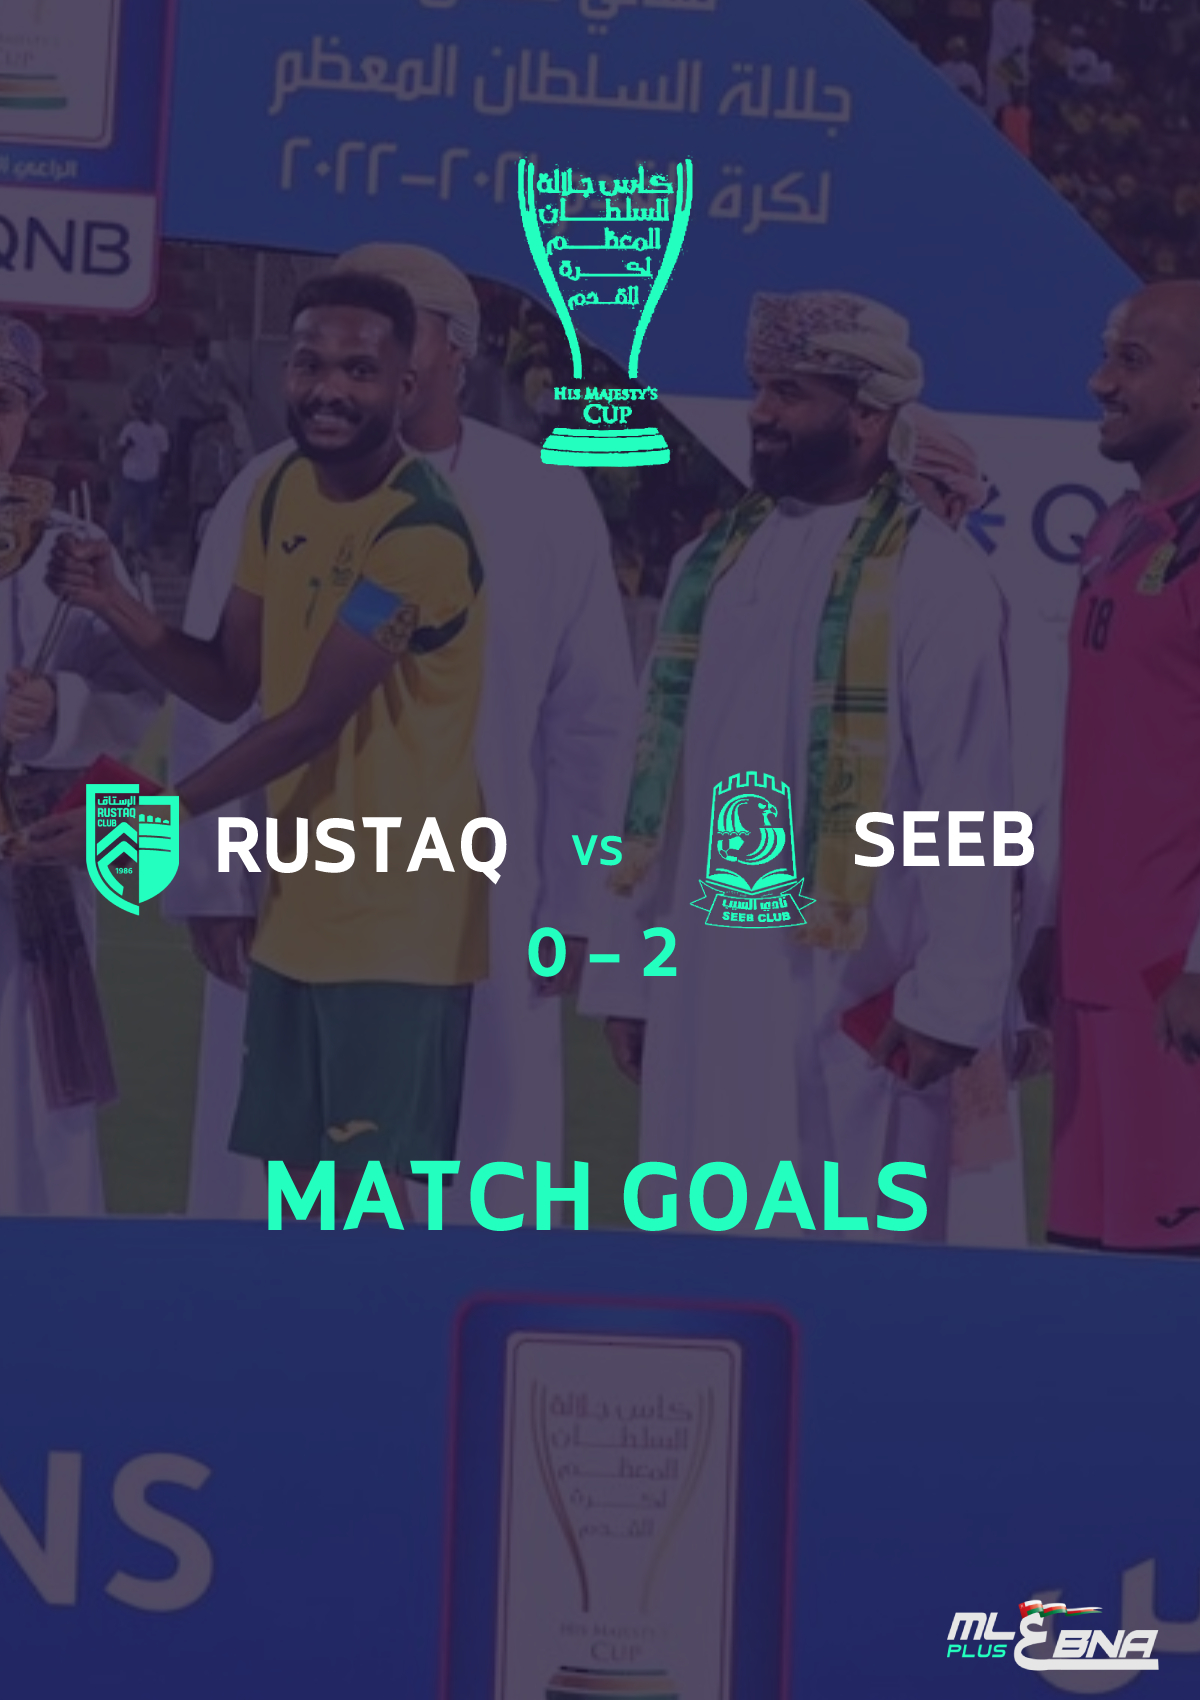 جلالة السلطان المعظم
لكرة
٢٠٢١-٢٠٢٢
الراعي
QNB
كأس جلالة
السلطان
المعظم
لكرة
القدم
HIS MAJESTY'S
CUP
18
الرستاق
RUSTAQ
CLUB
1986
RUSTAQ
VS
نادي السيب
SEEB CLUB
SEEB
0 – 2
MATCH GOALS
كأس جلالة
السلطان
المعظم
لكرة
القدم
HIS MAJESTY'S
CUP
NS
ML BNA
PLUS